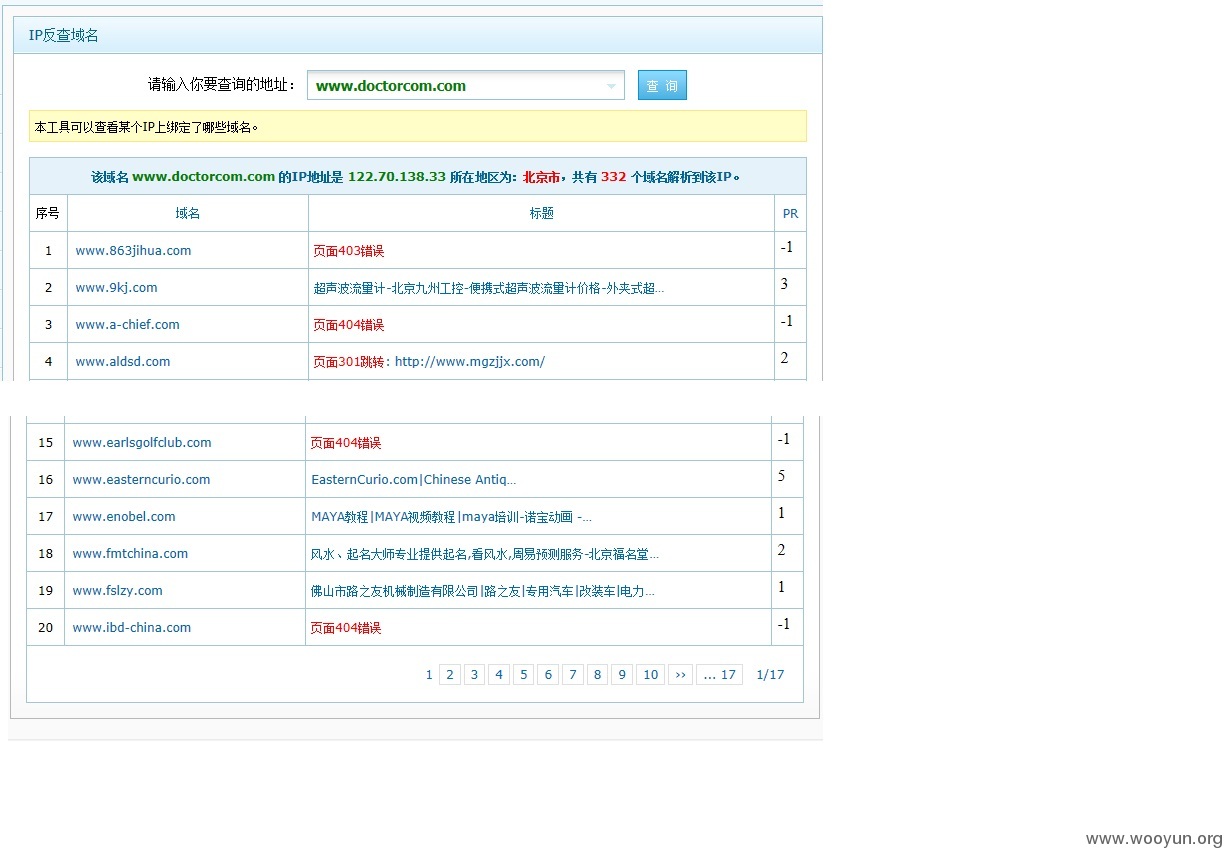 IP反查域名
请输入你要查询的地址： www.doctorcom.com 查 询
本工具可以查看某个IP上绑定了哪些域名。
该域名 www.doctorcom.com 的IP地址是 122.70.138.33 所在地区为：北京市，共有 332 个域名解析到该IP。
序号 域名 标题 PR
1 www.863jihua.com 页面403错误 -1
2 www.9kj.com 超声波流量计-北京九州工控-便携式超声波流量计价格-外夹式超... 3
3 www.a-chief.com 页面404错误 -1
4 www.aldsd.com 页面301跳转: http://www.mgzjjx.com/ 2
15 www.earlsgolfclub.com 页面404错误 -1
16 www.easterncurio.com EasternCurio.com|Chinese Antiq... 5
17 www.enobel.com MAYA教程|MAYA视频教程|maya培训-诺宝动画 -... 1
18 www.fmtchina.com 风水、起名大师专业提供起名,看风水,周易预测服务-北京福名堂... 2
19 www.fslzy.com 佛山市路之友机械制造有限公司|路之友|专用汽车|改装车|电力... 1
20 www.ibd-china.com 页面404错误 -1
1 2 3 4 5 6 7 8 9 10 ›› ... 17 1/17
www.wooyun.org